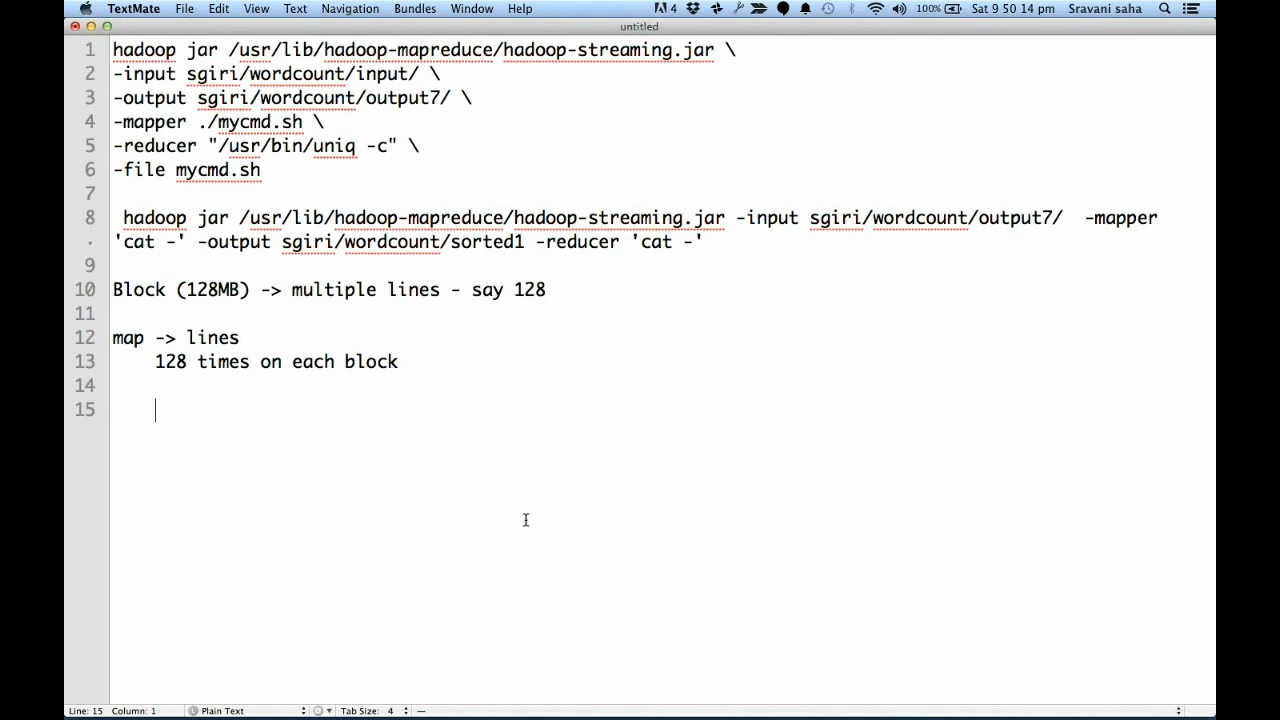 TextMate File Edit View Text Navigation Bundles Window Help 4 100% Sat 9 50 14 pm Sravani saha
untitled
1 hadoop jar /usr/lib/hadoop-mapreduce/hadoop-streaming.jar \
2 -input sgiri/wordcount/input/ \
3 -output sgiri/wordcount/output7/ \
4 -mapper ./mycmd.sh \
5 -reducer "/usr/bin/uniq -c" \
6 -file mycmd.sh
7
8 hadoop jar /usr/lib/hadoop-mapreduce/hadoop-streaming.jar -input sgiri/wordcount/output7/ -mapper
· 'cat -' -output sgiri/wordcount/sorted1 -reducer 'cat -'
9
10 Block (128MB) -> multiple lines - say 128
11
12 map -> lines
13 128 times on each block
14
15
Line: 15 Column: 1 L Plain Text Tab Size: 4 —